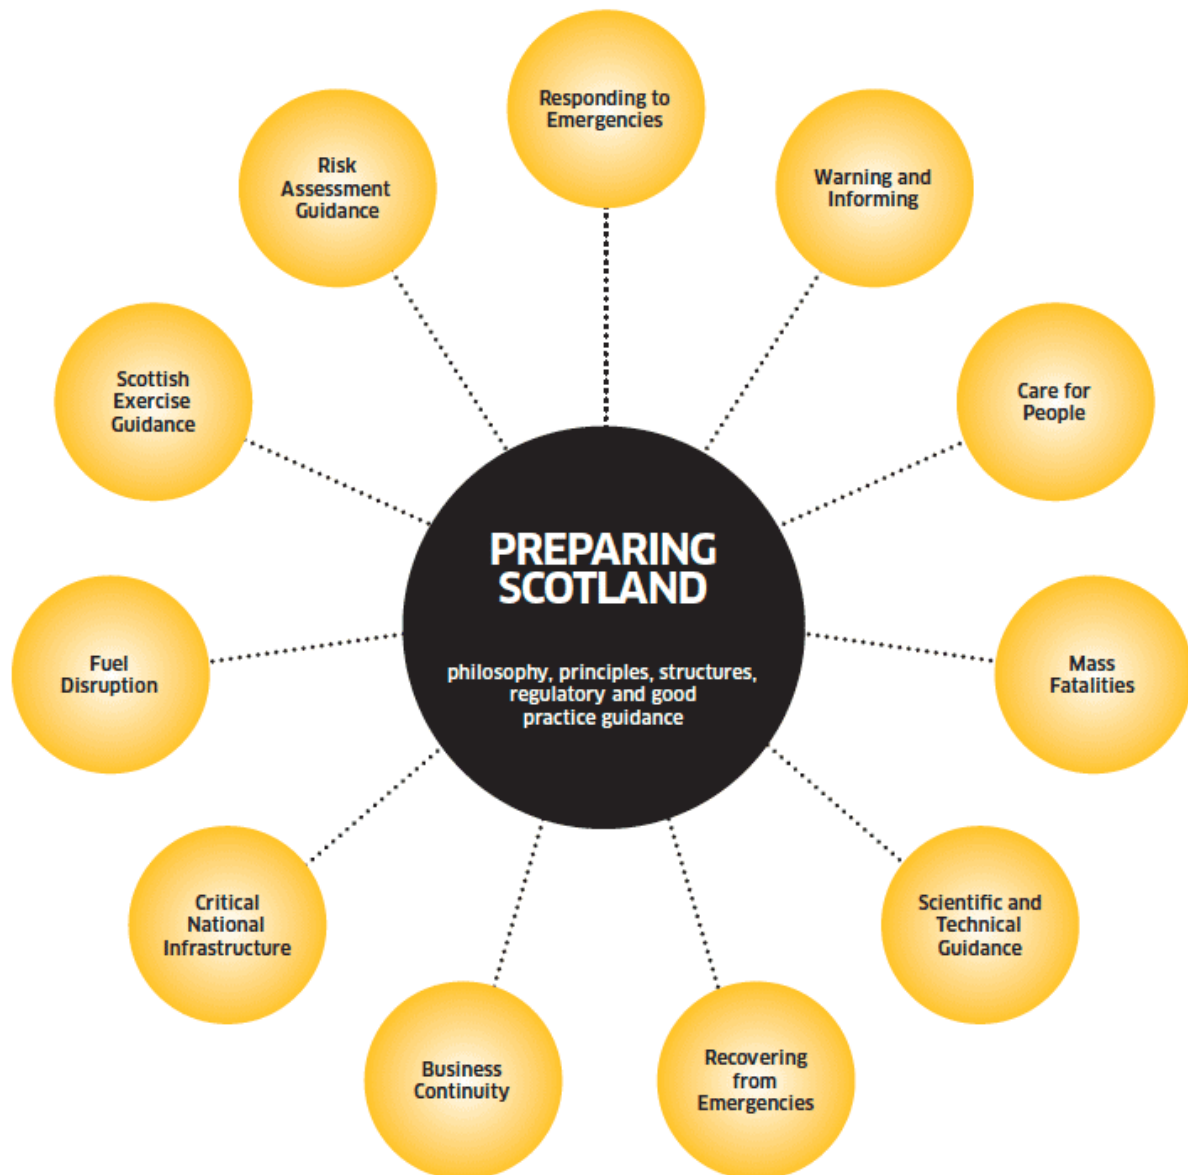 Responding to
Emergencies
Warning and
Informing
Care for
People
Mass
Fatalities
Scientific and
Technical
Guidance
Recovering
from
Emergencies
Business
Continuity
Critical
National
Infrastructure
Fuel
Disruption
Scottish
Exercise
Guidance
Risk
Assessment
Guidance
PREPARING
SCOTLAND
philosophy, principles, structures,
regulatory and good
practice guidance